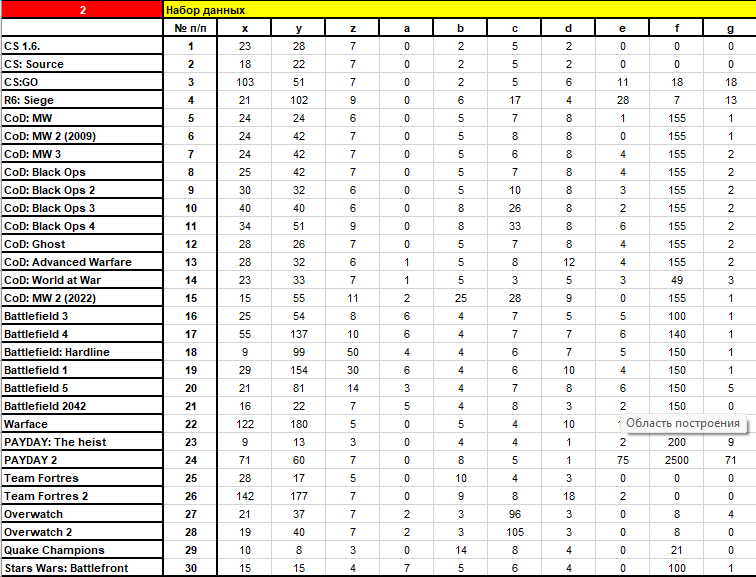 2 Набор данных
№ п/п x y z a b c d e f g
CS 1.6. 1 23 28 7 0 2 5 2 0 0 0
CS: Source 2 18 22 7 0 2 5 2 0 0 0
CS:GO 3 103 51 7 0 2 5 6 11 18 18
R6: Siege 4 21 102 9 0 6 17 4 28 7 13
CoD: MW 5 24 24 6 0 5 7 8 1 155 1
CoD: MW 2 (2009) 6 24 42 7 0 5 8 8 0 155 1
CoD: MW 3 7 24 42 7 0 5 6 8 4 155 2
CoD: Black Ops 8 25 42 7 0 5 7 8 4 155 2
CoD: Black Ops 2 9 30 32 6 0 5 10 8 3 155 2
CoD: Black Ops 3 10 40 40 6 0 8 26 8 2 155 2
CoD: Black Ops 4 11 34 51 9 0 8 33 8 6 155 2
CoD: Ghost 12 28 26 7 0 5 7 8 4 155 2
CoD: Advanced Warfare 13 28 32 6 1 5 8 12 4 155 2
CoD: World at War 14 23 33 7 1 5 3 5 3 49 3
CoD: MW 2 (2022) 15 15 55 11 2 25 28 9 0 155 1
Battlefield 3 16 25 54 8 6 4 7 5 5 100 1
Battlefield 4 17 55 137 10 6 4 7 7 6 140 1
Battlefield: Hardline 18 9 99 50 4 4 6 7 5 150 1
Battlefield 1 19 29 154 30 6 4 6 10 4 150 1
Battlefield 5 20 21 81 14 3 4 7 8 6 150 5
Battlefield 2042 21 16 22 7 5 4 8 3 2 150 0
Warface 22 122 180 5 0 5 4 10 Область построения
PAYDAY: The heist 23 9 13 3 0 4 4 1 2 200 9
PAYDAY 2 24 71 60 7 0 8 5 1 75 2500 71
Team Fortres 25 28 17 5 0 10 4 3 0 0 0
Team Fortres 2 26 142 177 7 0 9 8 18 2 0 0
Overwatch 27 21 37 7 2 3 96 3 0 8 4
Overwatch 2 28 19 40 7 2 3 105 3 0 8 0
Quake Champions 29 10 8 3 0 14 8 4 0 21 0
Stars Wars: Battlefront 30 15 15 4 7 5 6 4 0 100 1